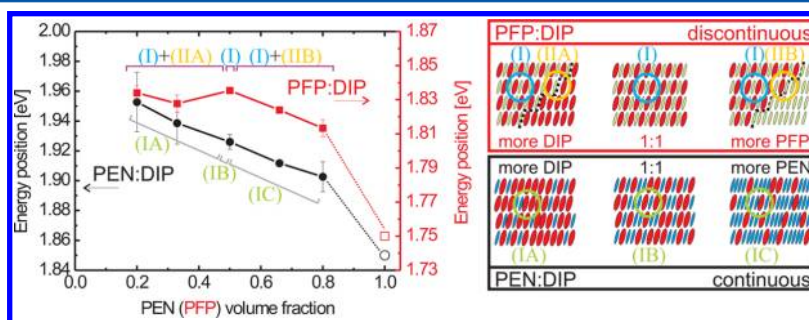 2.00
1.98
1.96
1.94
1.92
1.90
1.88
1.86
1.84
Energy position [eV]
(I)+(IIA) (I) (I)+(IIB)
PFP:DIP
(IA)
(IB)
(IC)
PEN:DIP
0.0 0.2 0.4 0.6 0.8 1.0
PEN (PFP) volume fraction
1.87
1.85
1.83
1.81
1.79
1.77
1.75
1.73
Energy position [eV]
PFP:DIP discontinuous
(I) (IIA) (I) (I) (IIB)
more DIP 1:1 more PFP
more DIP 1:1 more PEN
(IA) (IB) (IC)
PEN:DIP continuous